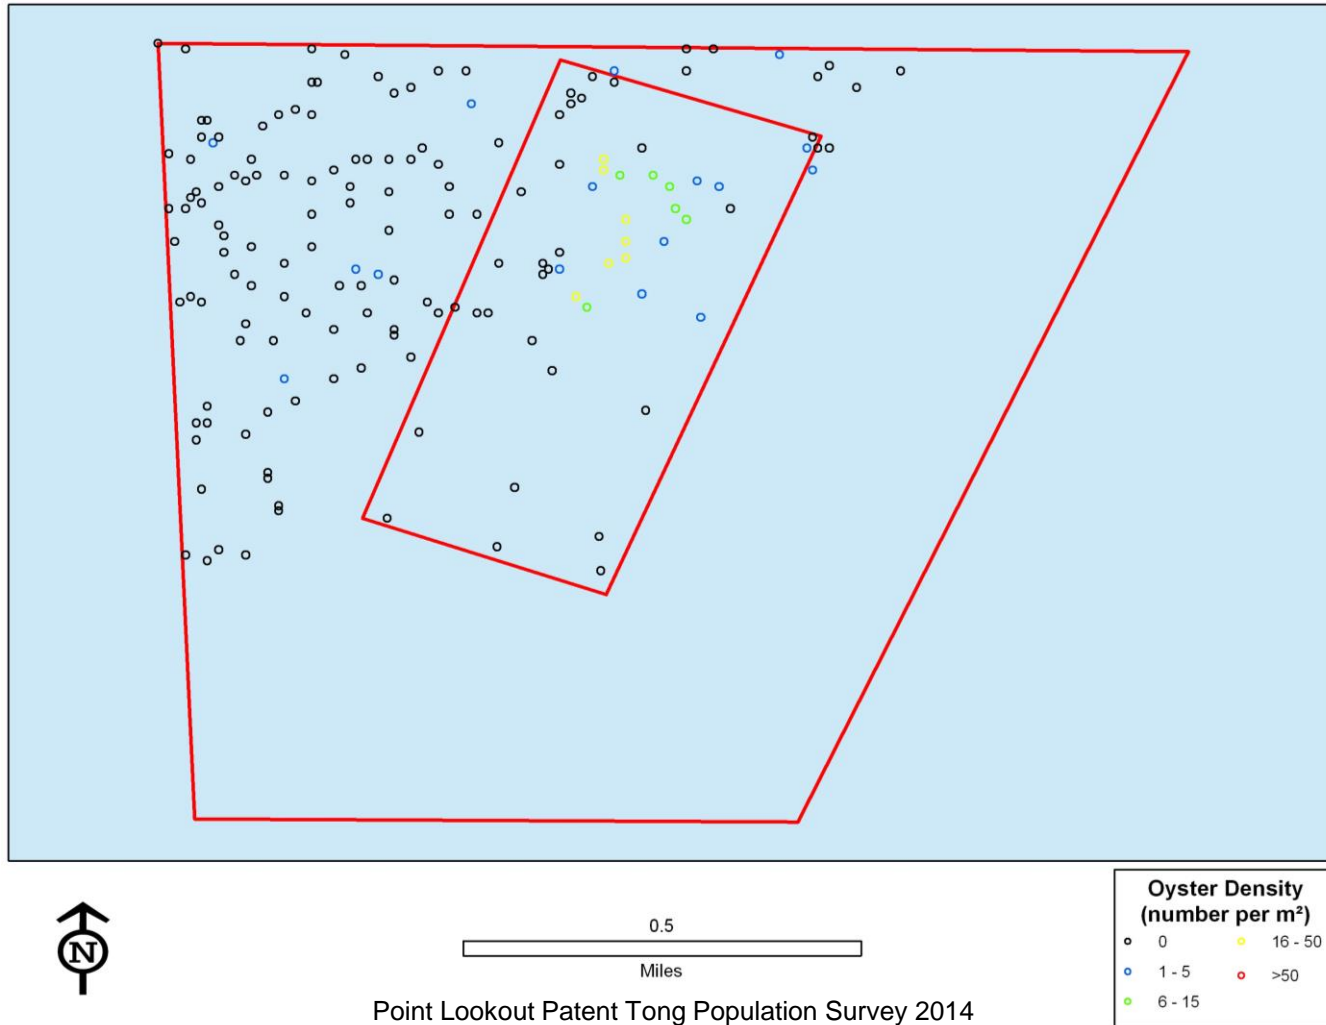 N
0.5
Miles
Oyster Density
(number per m²)
0
16 - 50
1 - 5
>50
6 - 15
Point Lookout Patent Tong Population Survey 2014